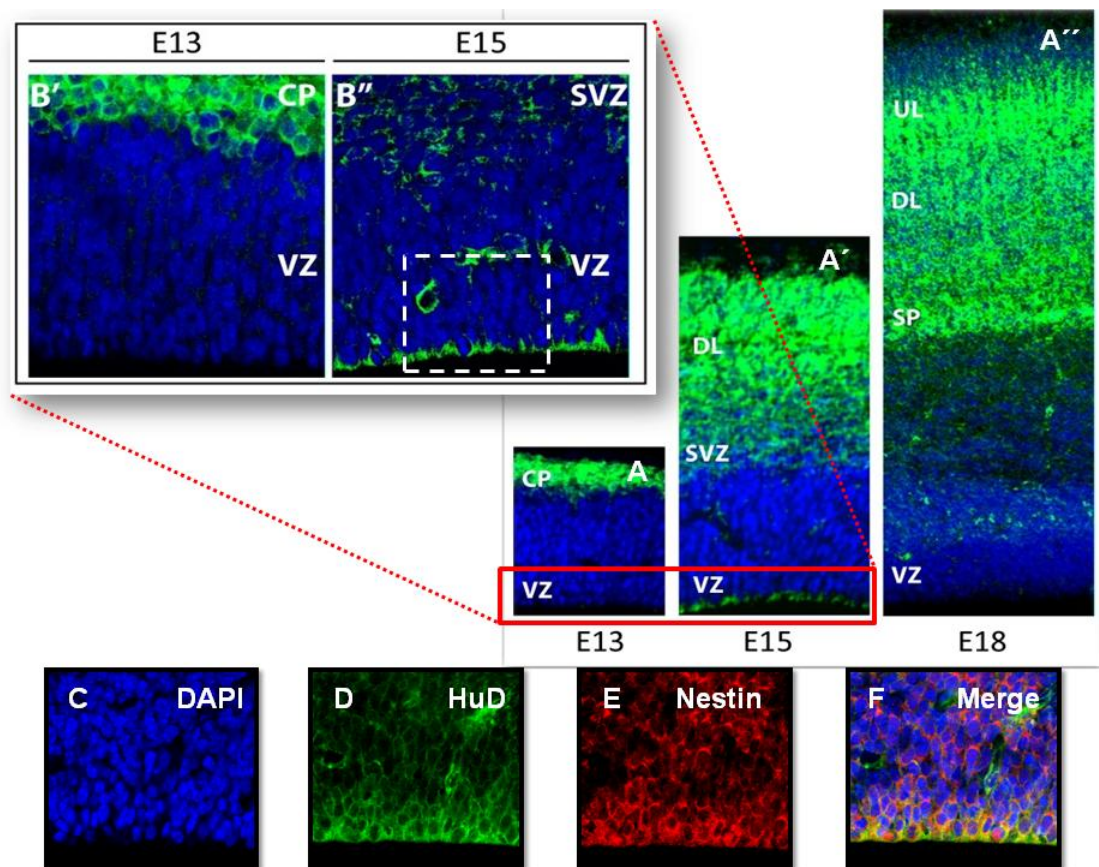 E13 E15
B′ CP B″ SVZ
VZ VZ
A´´
UL
DL
SP
VZ
A´
DL
SVZ
VZ
CP A
VZ
E13 E15 E18
C DAPI D HuD E Nestin F Merge